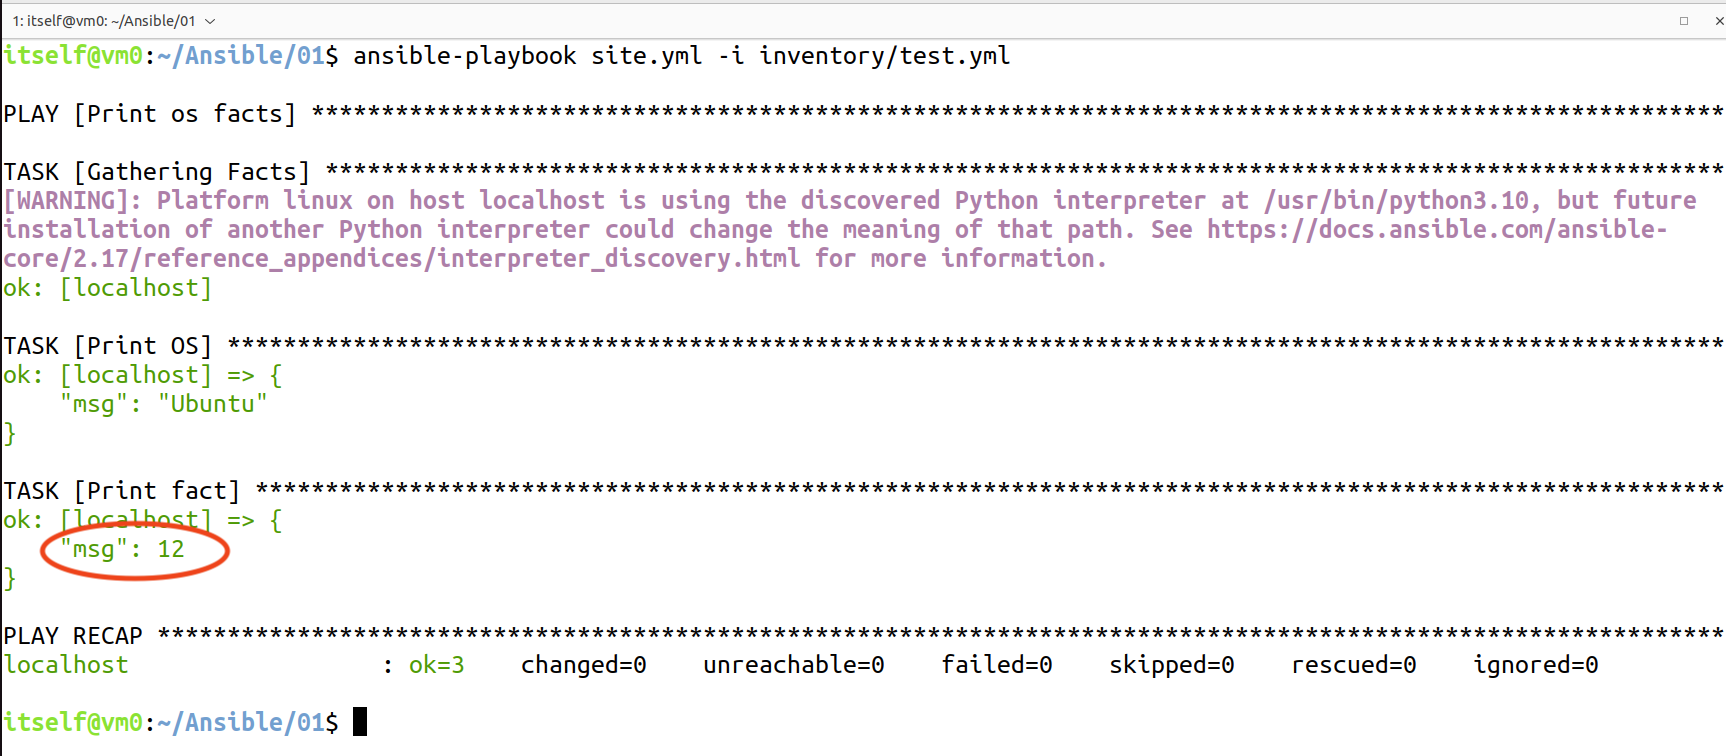 1: itself@vm0: ~/Ansible/01
itself@vm0:~/Ansible/01$ ansible-playbook site.yml -i inventory/test.yml
PLAY [Print os facts] *****************************************************************************************************
TASK [Gathering Facts] ****************************************************************************************************
[WARNING]: Platform linux on host localhost is using the discovered Python interpreter at /usr/bin/python3.10, but future
installation of another Python interpreter could change the meaning of that path. See https://docs.ansible.com/ansible-
core/2.17/reference_appendices/interpreter_discovery.html for more information.
ok: [localhost]
TASK [Print OS] ***********************************************************************************************************
ok: [localhost] => {
    "msg": "Ubuntu"
}
TASK [Print fact] *********************************************************************************************************
ok: [localhost] => {
    "msg": 12
}
PLAY RECAP ****************************************************************************************************************
localhost                  : ok=3    changed=0    unreachable=0    failed=0    skipped=0    rescued=0    ignored=0
itself@vm0:~/Ansible/01$